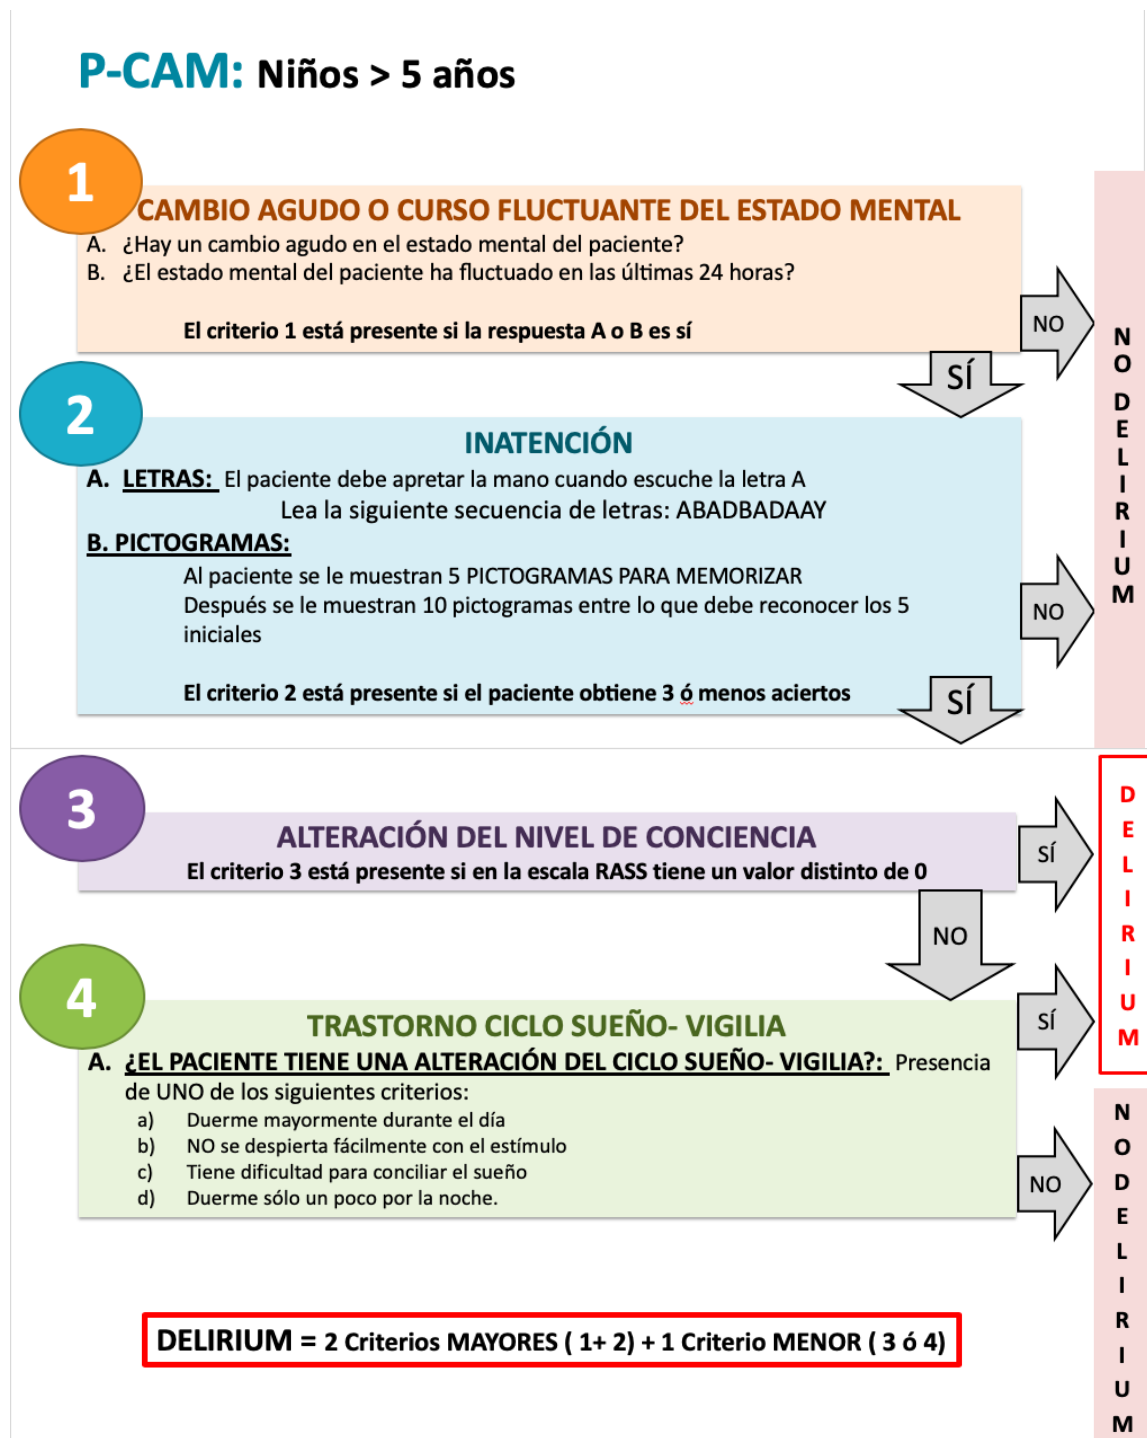 P-CAM: Niños > 5 años
1
CAMBIO AGUDO O CURSO FLUCTUANTE DEL ESTADO MENTAL
A. ¿Hay un cambio agudo en el estado mental del paciente?
B. ¿El estado mental del paciente ha fluctuado en las últimas 24 horas?
El criterio 1 está presente si la respuesta A o B es sí
NO
SÍ
2
INATENCIÓN
A. LETRAS: El paciente debe apretar la mano cuando escuche la letra A
Lea la siguiente secuencia de letras: ABADBADAAY
B. PICTOGRAMAS:
Al paciente se le muestran 5 PICTOGRAMAS PARA MEMORIZAR
Después se le muestran 10 pictogramas entre lo que debe reconocer los 5
iniciales
El criterio 2 está presente si el paciente obtiene 3 ó menos aciertos
NO
SÍ
NO DELIRIUM
3
ALTERACIÓN DEL NIVEL DE CONCIENCIA
El criterio 3 está presente si en la escala RASS tiene un valor distinto de 0
SÍ
NO
4
TRASTORNO CICLO SUEÑO- VIGILIA
A. ¿EL PACIENTE TIENE UNA ALTERACIÓN DEL CICLO SUEÑO- VIGILIA?: Presencia
de UNO de los siguientes criterios:
a) Duerme mayormente durante el día
b) NO se despierta fácilmente con el estímulo
c) Tiene dificultad para conciliar el sueño
d) Duerme sólo un poco por la noche.
SÍ
NO
DELIRIUM
NO DELIRIUM
DELIRIUM = 2 Criterios MAYORES ( 1+ 2) + 1 Criterio MENOR ( 3 ó 4)